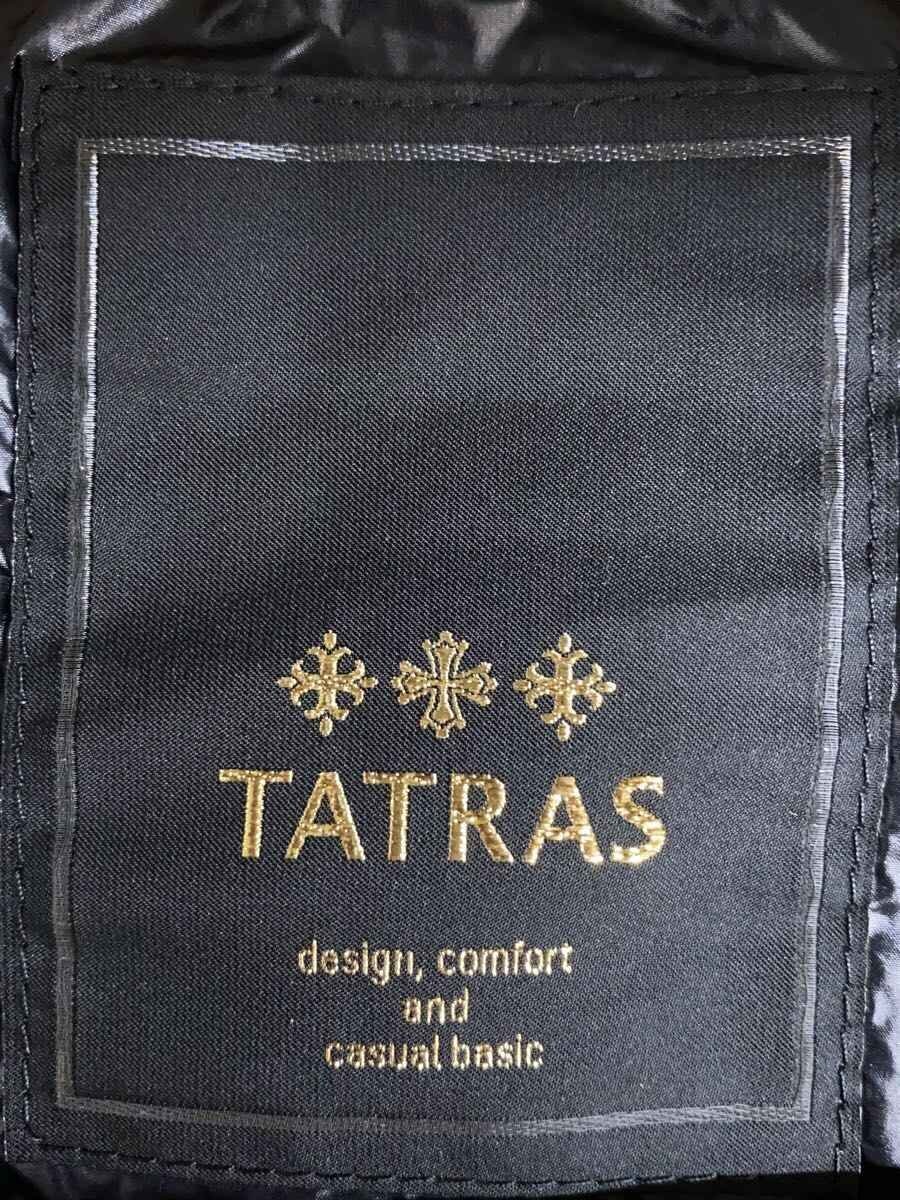 TATRAS
design, comfort
and
casual basic